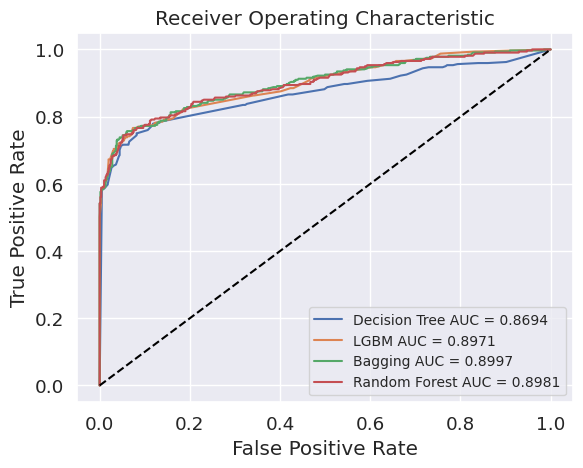 Receiver Operating Characteristic
1.0
0.8
0.6
0.4
0.2
0.0
True Positive Rate
0.0 0.2 0.4 0.6 0.8 1.0
False Positive Rate
Decision Tree AUC = 0.8694
LGBM AUC = 0.8971
Bagging AUC = 0.8997
Random Forest AUC = 0.8981